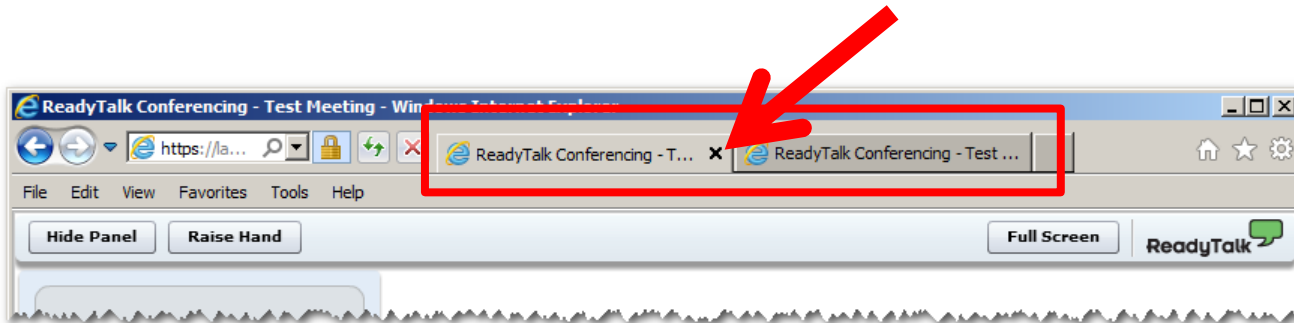 ReadyTalk Conferencing - Test Meeting - Windows Internet Explorer
https://la...
ReadyTalk Conferencing - T...
ReadyTalk Conferencing - Test ...
File Edit View Favorites Tools Help
Hide Panel Raise Hand Full Screen ReadyTalk